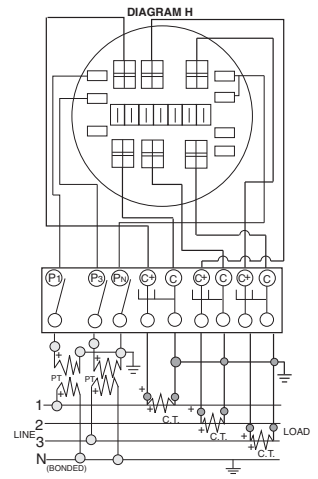 DIAGRAM H
P1 P3 PN C+ C C+ C C+ C
+ + + +
PT PT
+ + + +
1
C.T.
2
LINE C.T. LOAD
3
C.T.
N
(BONDED)